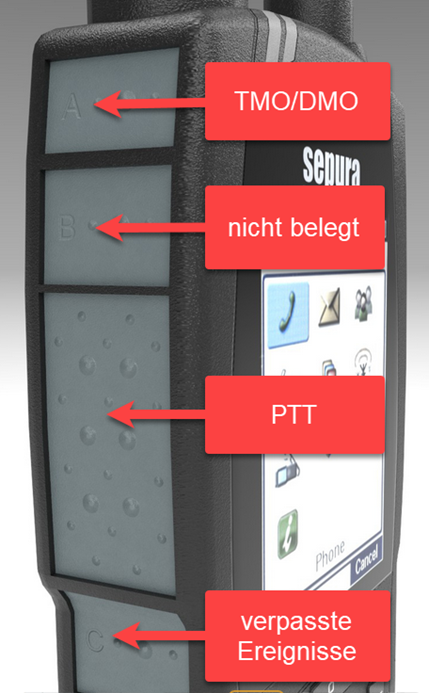 A
TMO/DMO
sepura
B
nicht belegt
PTT
Phone
Cancel
C
verpasste
Ereignisse